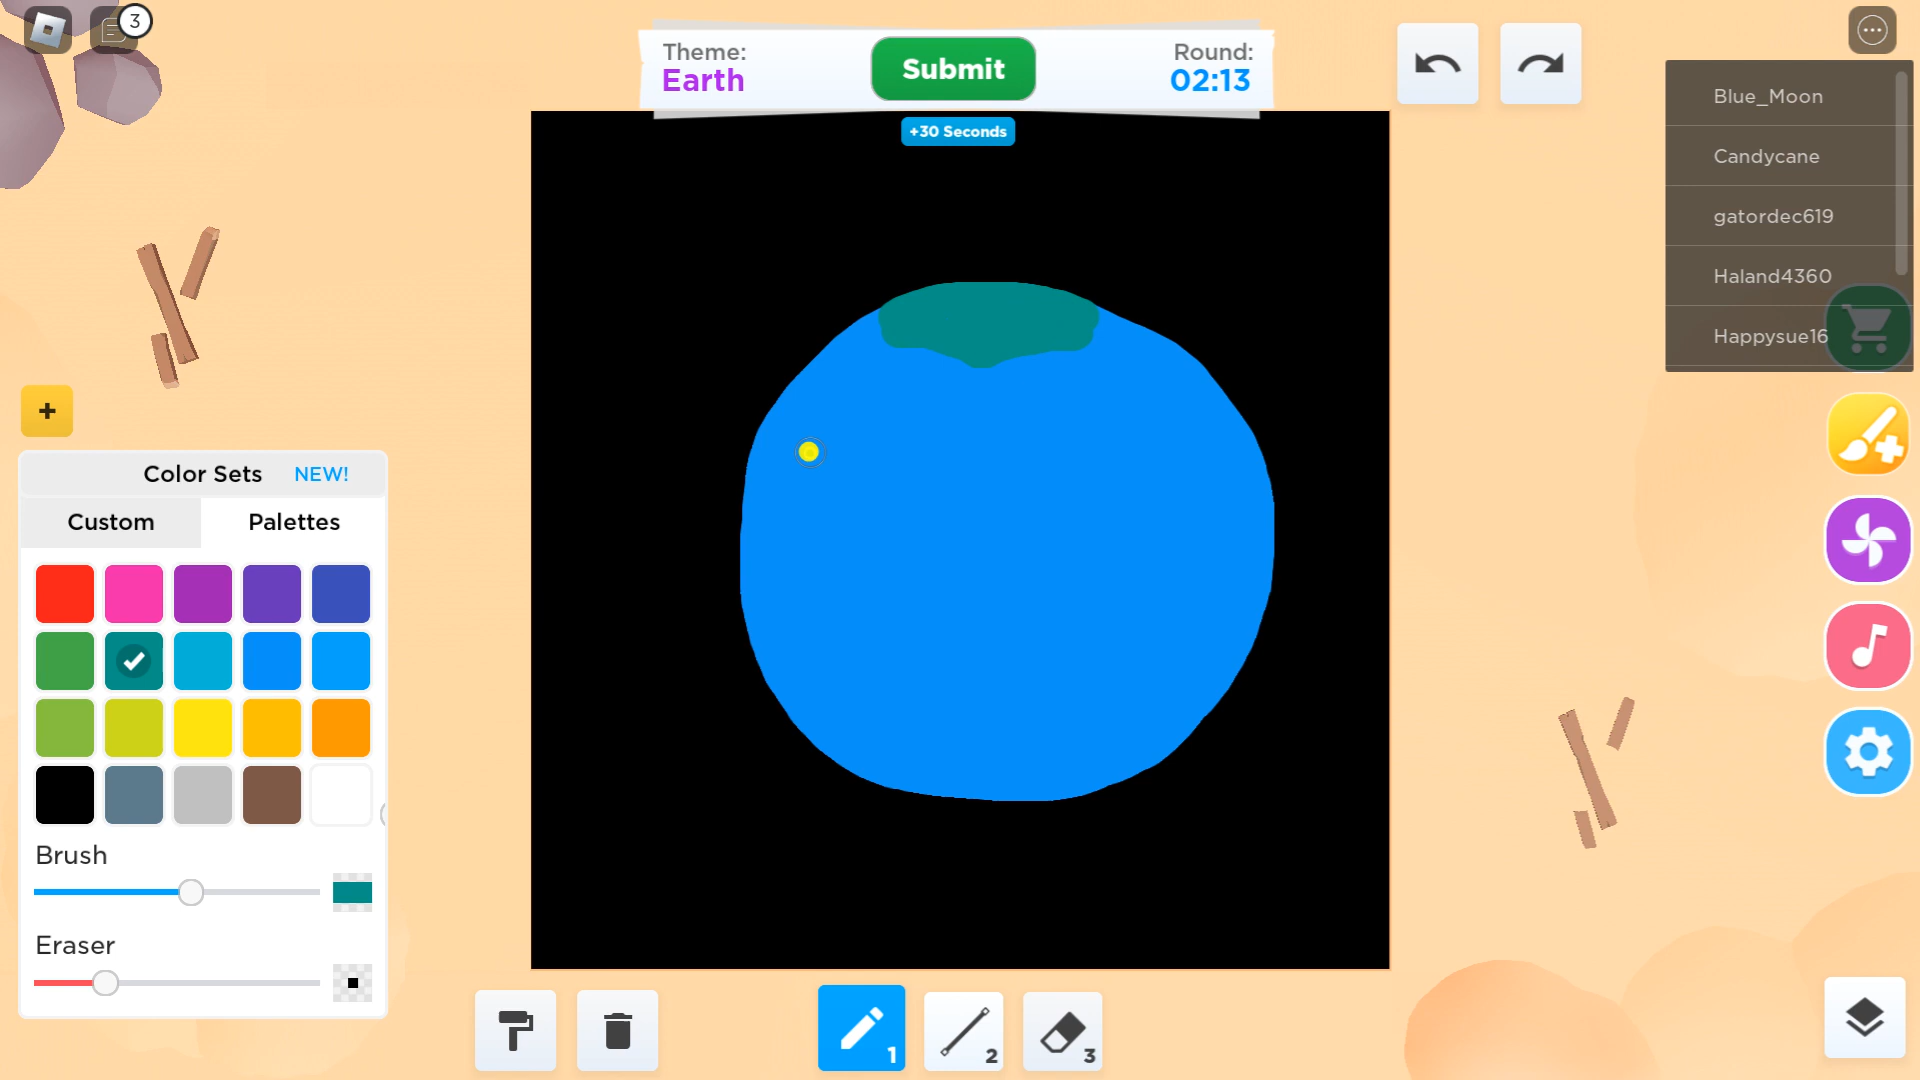 3
Theme:
Earth
Submit
Round:
02:13
+30 Seconds
Blue_Moon
Candycane
gatordec619
Haland4360
Happysue16
+
Color Sets NEW!
Custom Palettes
Brush
Eraser
1
2
3